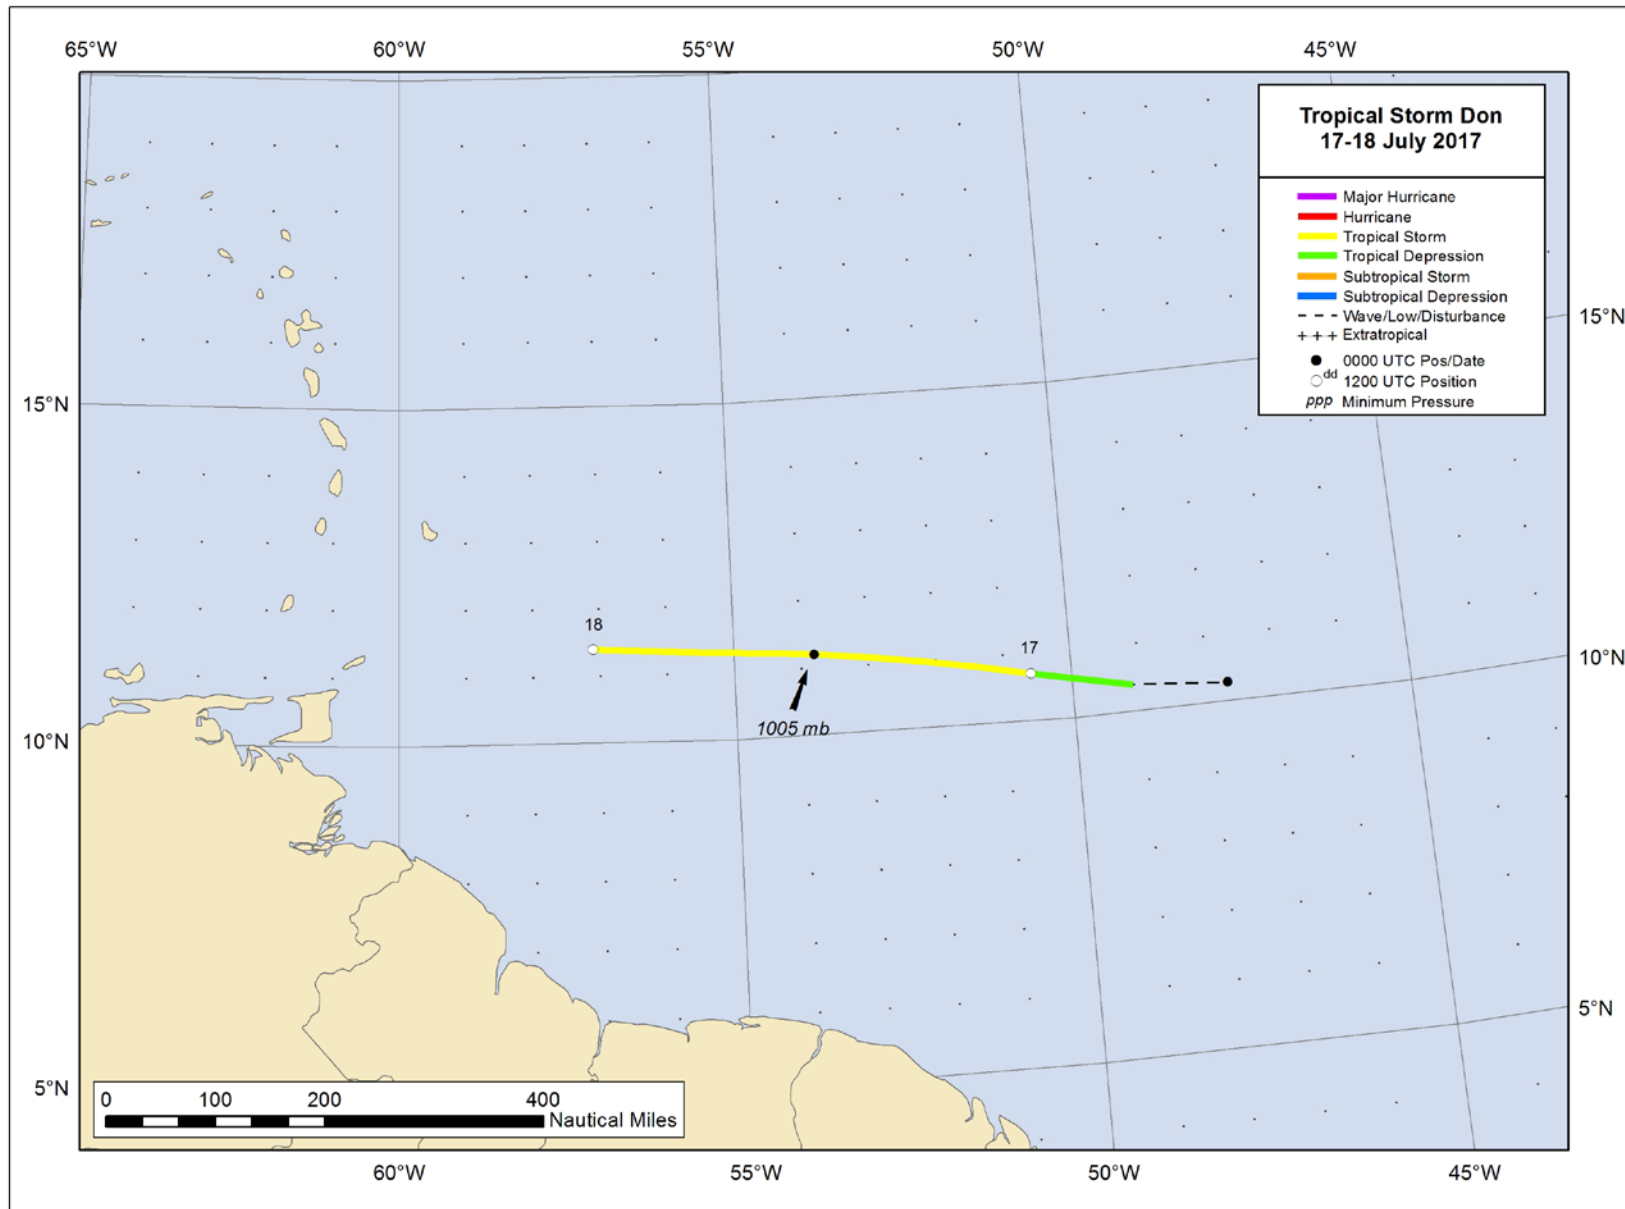 65°W 60°W 55°W 50°W 45°W
Tropical Storm Don
17-18 July 2017
Major Hurricane
Hurricane
Tropical Storm
Tropical Depression
Subtropical Storm
Subtropical Depression
Wave/Low/Disturbance
+++ Extratropical
0000 UTC Pos/Date
dd 1200 UTC Position
ppp Minimum Pressure
15°N
15°N
18
17
10°N
1005 mb
10°N
5°N
5°N
0 100 200 400
Nautical Miles
60°W 55°W 50°W 45°W